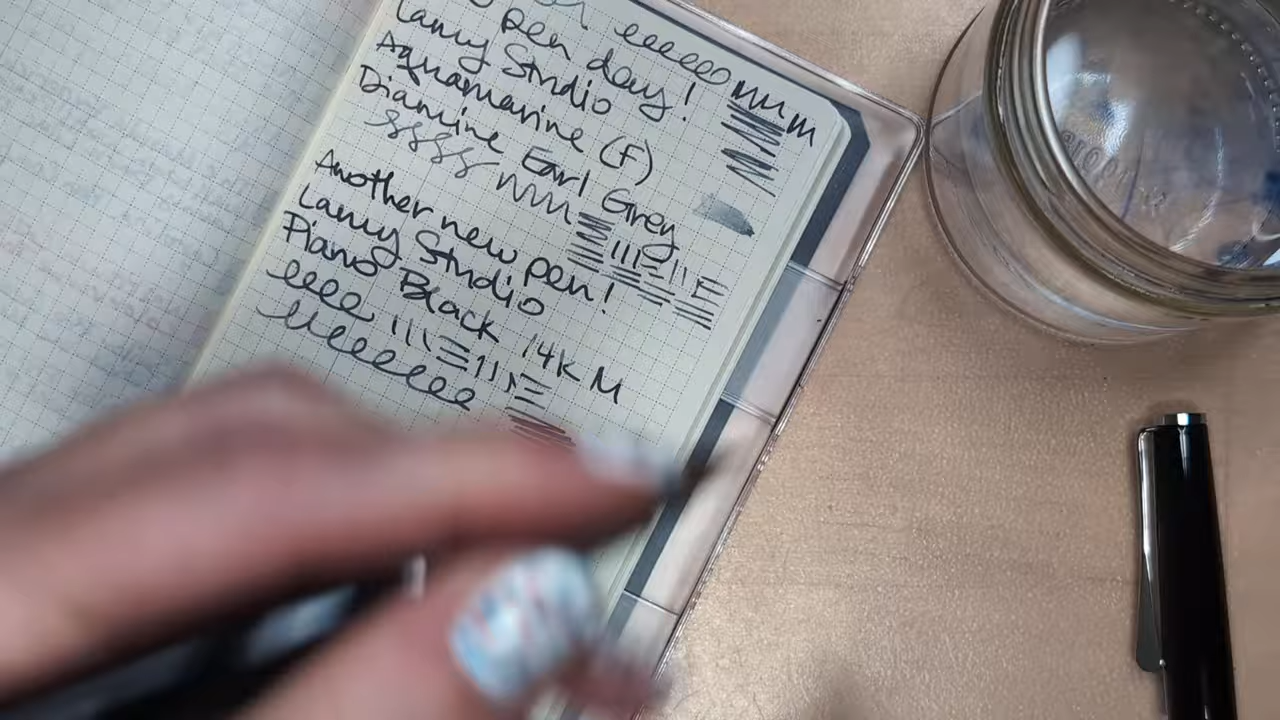 pen day!
Lamy Studio
Aquamarine (F)
Diamine Earl Grey
Another new pen!
Lamy Studio
Piano Black 14K M